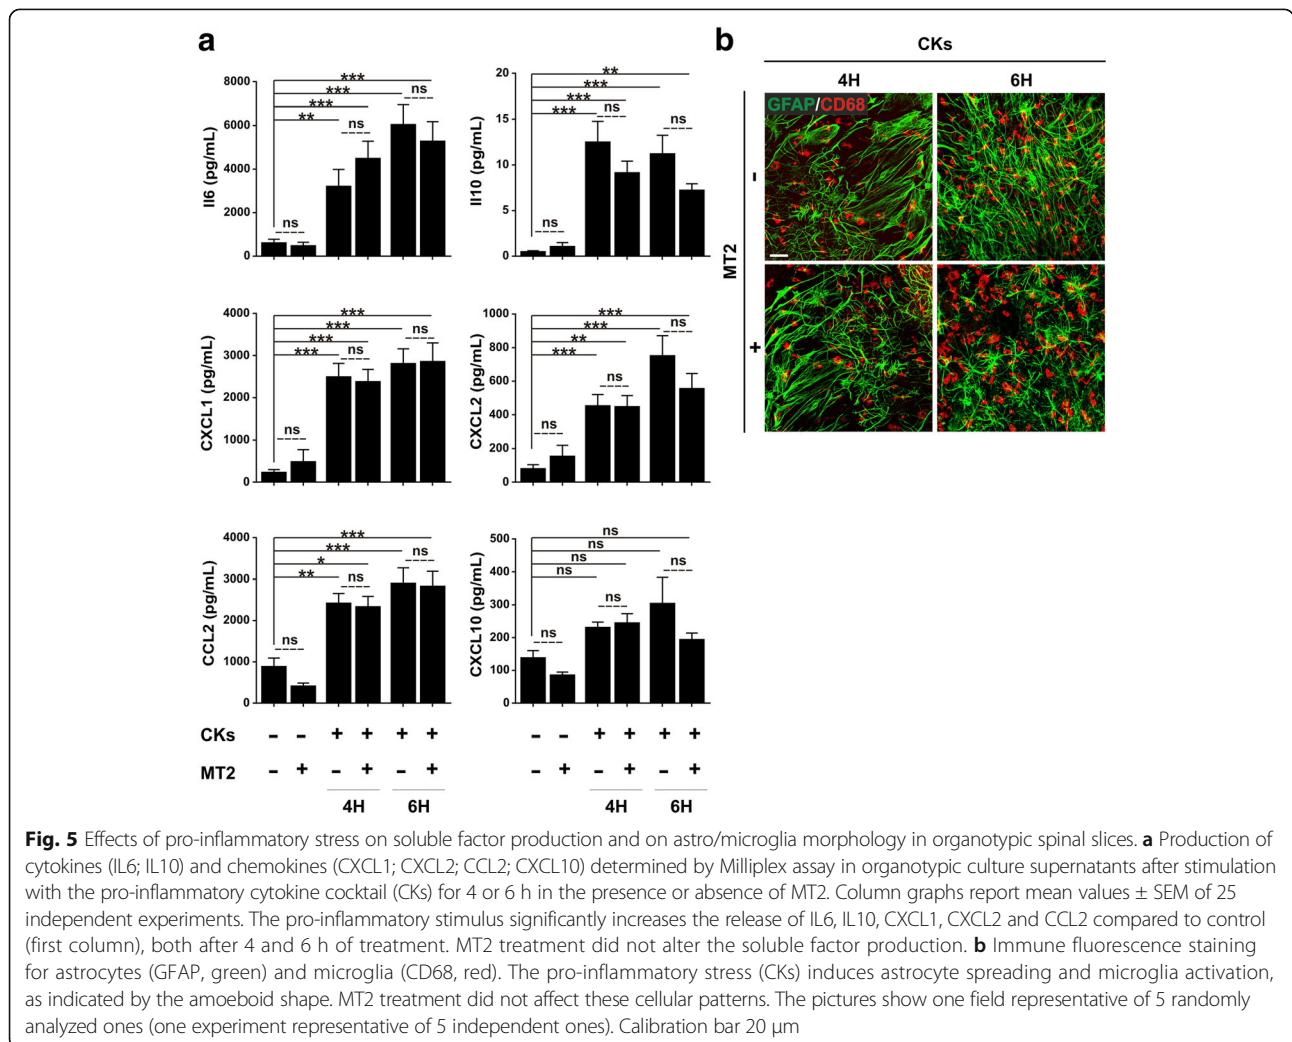 a
b
CKs
4H
6H
GFAP/CD68
MT2
-
+
Il6 (pg/mL)
8000
6000
4000
2000
0
***
***
***
**
ns
ns
ns
Il10 (pg/mL)
20
15
10
5
0
**
***
***
***
ns
ns
ns
CXCL1 (pg/mL)
4000
3000
2000
1000
0
***
***
***
***
ns
ns
ns
CXCL2 (pg/mL)
1000
800
600
400
200
0
***
***
**
***
ns
ns
ns
CCL2 (pg/mL)
4000
3000
2000
1000
0
***
***
*
**
ns
ns
ns
CXCL10 (pg/mL)
500
400
300
200
100
0
ns
ns
ns
ns
ns
ns
ns
CKs - - + + + + - - + + + +
MT2 - + - + - + - + - + - +
4H 6H 4H 6H
Fig. 5 Effects of pro-inflammatory stress on soluble factor production and on astro/microglia morphology in organotypic spinal slices. a Production of
cytokines (IL6; IL10) and chemokines (CXCL1; CXCL2; CCL2; CXCL10) determined by Milliplex assay in organotypic culture supernatants after stimulation
with the pro-inflammatory cytokine cocktail (CKs) for 4 or 6 h in the presence or absence of MT2. Column graphs report mean values ± SEM of 25
independent experiments. The pro-inflammatory stimulus significantly increases the release of IL6, IL10, CXCL1, CXCL2 and CCL2 compared to control
(first column), both after 4 and 6 h of treatment. MT2 treatment did not alter the soluble factor production. b Immune fluorescence staining
for astrocytes (GFAP, green) and microglia (CD68, red). The pro-inflammatory stress (CKs) induces astrocyte spreading and microglia activation,
as indicated by the amoeboid shape. MT2 treatment did not affect these cellular patterns. The pictures show one field representative of 5 randomly
analyzed ones (one experiment representative of 5 independent ones). Calibration bar 20 μm